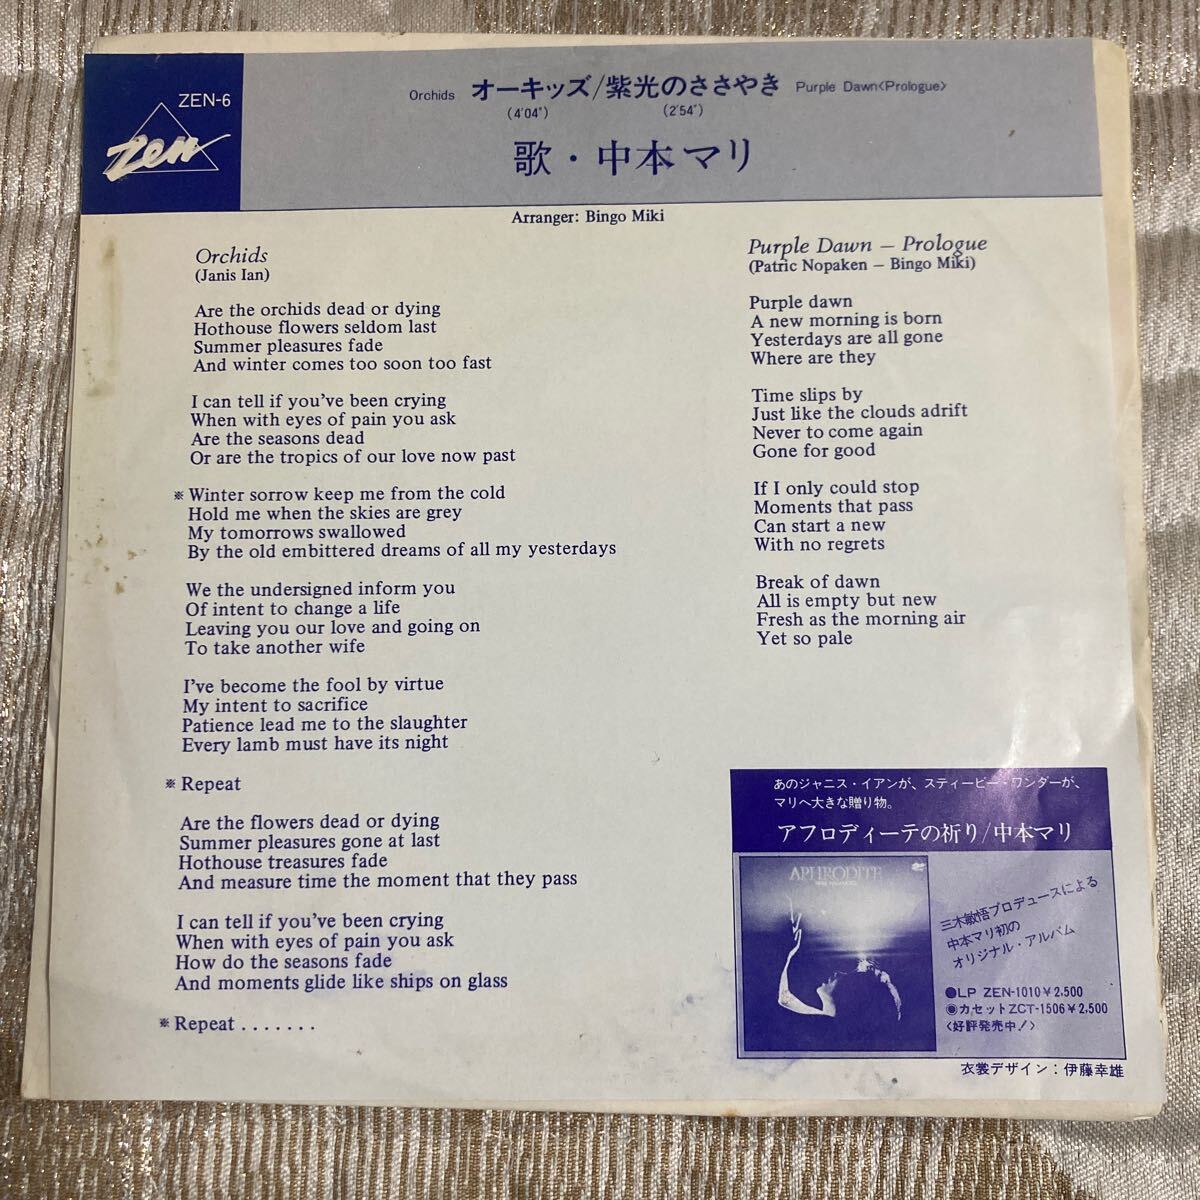 ZEN-6
zen
Orchids オーキッズ/紫光のささやき Purple Dawn<Prologue>
(4'04") (2'54")
歌・中本マリ
Arranger: Bingo Miki
Orchids
(Janis Ian)
Are the orchids dead or dying
Hothouse flowers seldom last
Summer pleasures fade
And winter comes too soon too fast
I can tell if you've been crying
When with eyes of pain you ask
Are the seasons dead
Or are the tropics of our love now past
※ Winter sorrow keep me from the cold
Hold me when the skies are grey
My tomorrows swallowed
By the old embittered dreams of all my yesterdays
We the undersigned inform you
Of intent to change a life
Leaving you our love and going on
To take another wife
I've become the fool by virtue
My intent to sacrifice
Patience lead me to the slaughter
Every lamb must have its night
※ Repeat
Are the flowers dead or dying
Summer pleasures gone at last
Hothouse treasures fade
And measure time the moment that they pass
I can tell if you've been crying
When with eyes of pain you ask
How do the seasons fade
And moments glide like ships on glass
※ Repeat . . . . . . .
Purple Dawn – Prologue
(Patric Nopaken – Bingo Miki)
Purple dawn
A new morning is born
Yesterdays are all gone
Where are they
Time slips by
Just like the clouds adrift
Never to come again
Gone for good
If I only could stop
Moments that pass
Can start a new
With no regrets
Break of dawn
All is empty but new
Fresh as the morning air
Yet so pale
あのジャニス・イアンが、スティービー・ワンダーが、
マリへ大きな贈り物。
アフロディーテの祈り/中本マリ
APHRODITE
三木敏悟プロデュースによる
中本マリ初の
オリジナル・アルバム
●LP ZEN-1010¥2,500
◉カセットZCT-1506¥2,500
<好評発売中!>
衣裳デザイン:伊藤幸雄